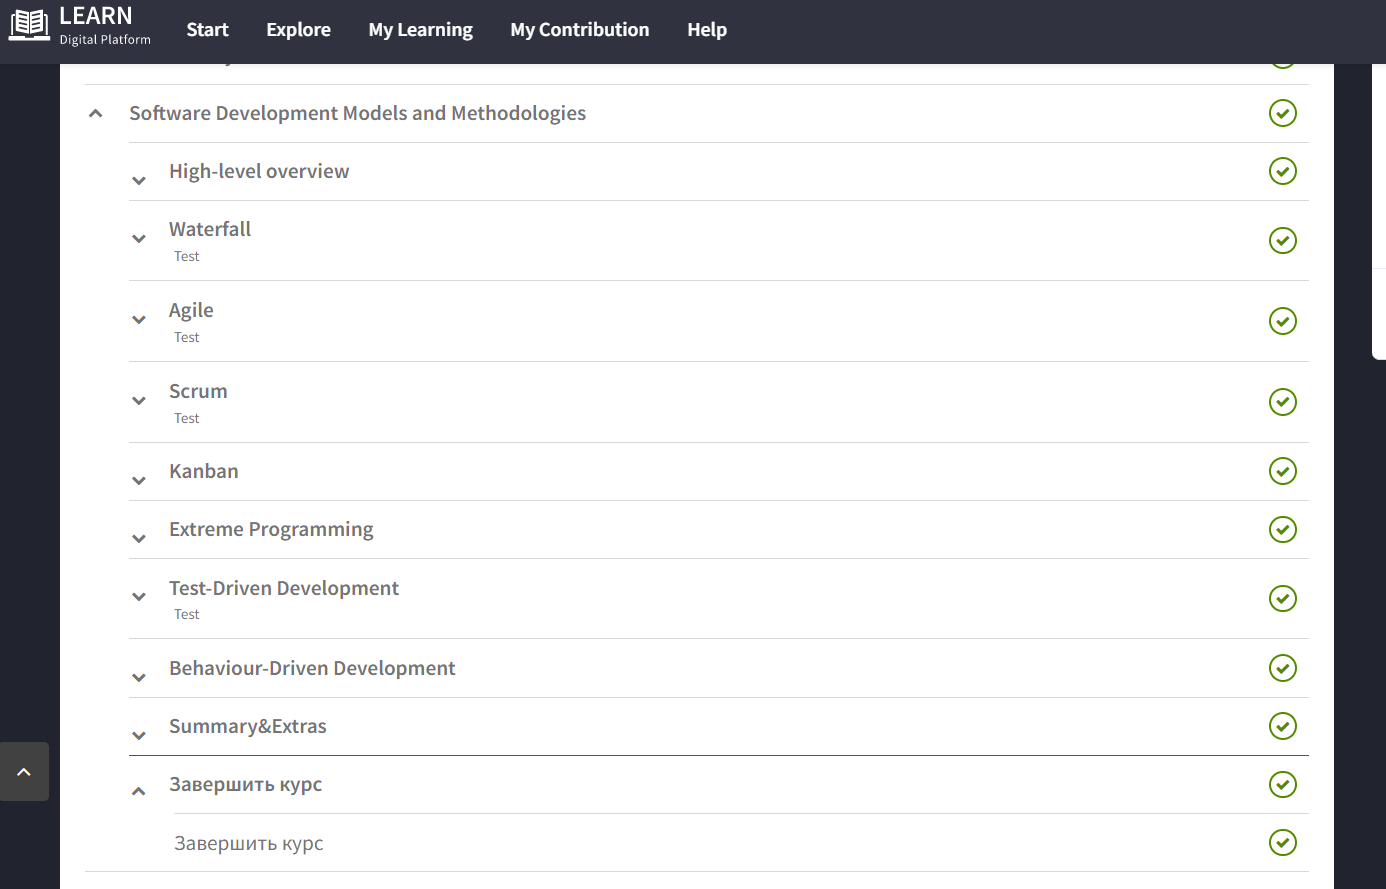 LEARN
Digital Platform
Start
Explore
My Learning
My Contribution
Help
Software Development Models and Methodologies
High-level overview
Waterfall
Test
Agile
Test
Scrum
Test
Kanban
Extreme Programming
Test-Driven Development
Test
Behaviour-Driven Development
Summary&Extras
Завершить курс
Завершить курс